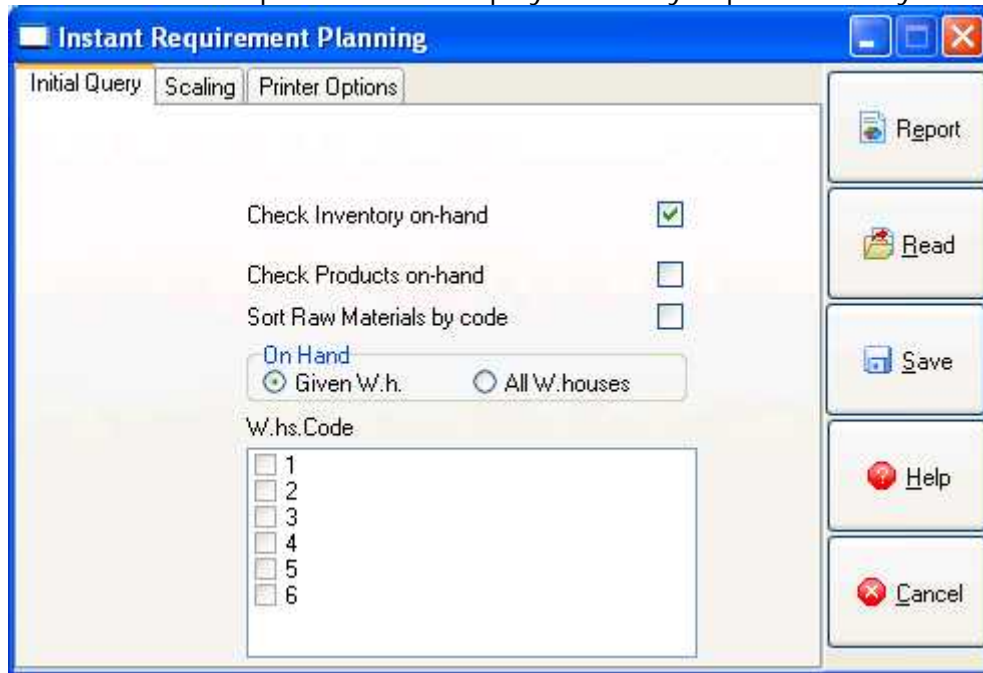 Instant Requirement Planning
Initial Query Scaling Printer Options
Report
Check Inventory on-hand
Read
Check Products on-hand
Sort Raw Materials by code
On Hand
Given W.h. All W.houses
Save
W.hs.Code
1
2
3
4
5
6
Help
Cancel